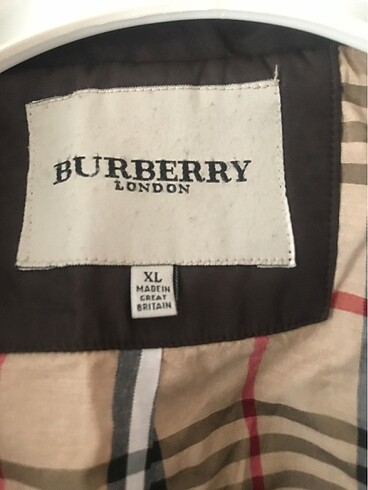 BURBERRY
LONDON
XL
MADE IN
GREAT
BRITAIN